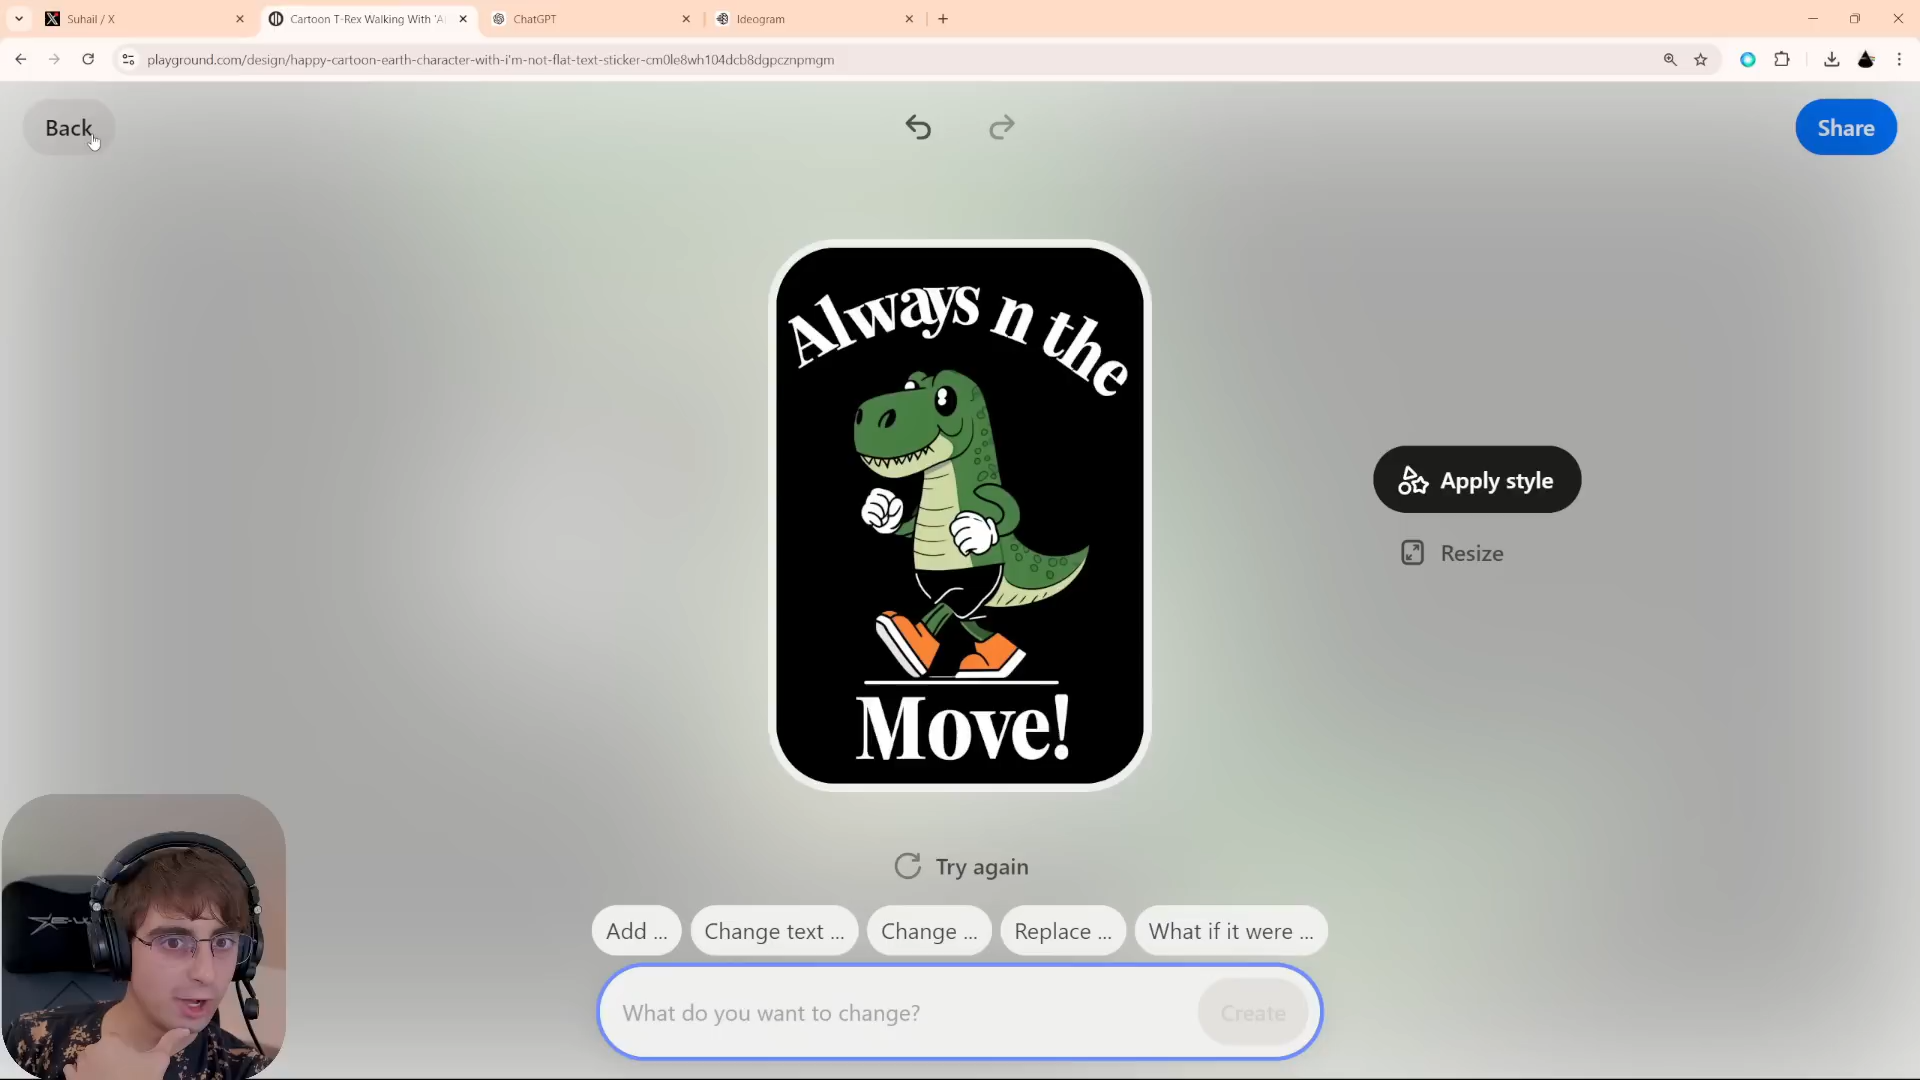 Suhail / X
Cartoon T-Rex Walking With 'A
ChatGPT
Ideogram
playground.com/design/happy-cartoon-earth-character-with-i'm-not-flat-text-sticker-cm0le8wh104dcb8dgpcznpmgm
Back
Share
Always n the
Move!
Apply style
Resize
Try again
Add ...
Change text ...
Change ...
Replace ...
What if it were ...
What do you want to change?
Create